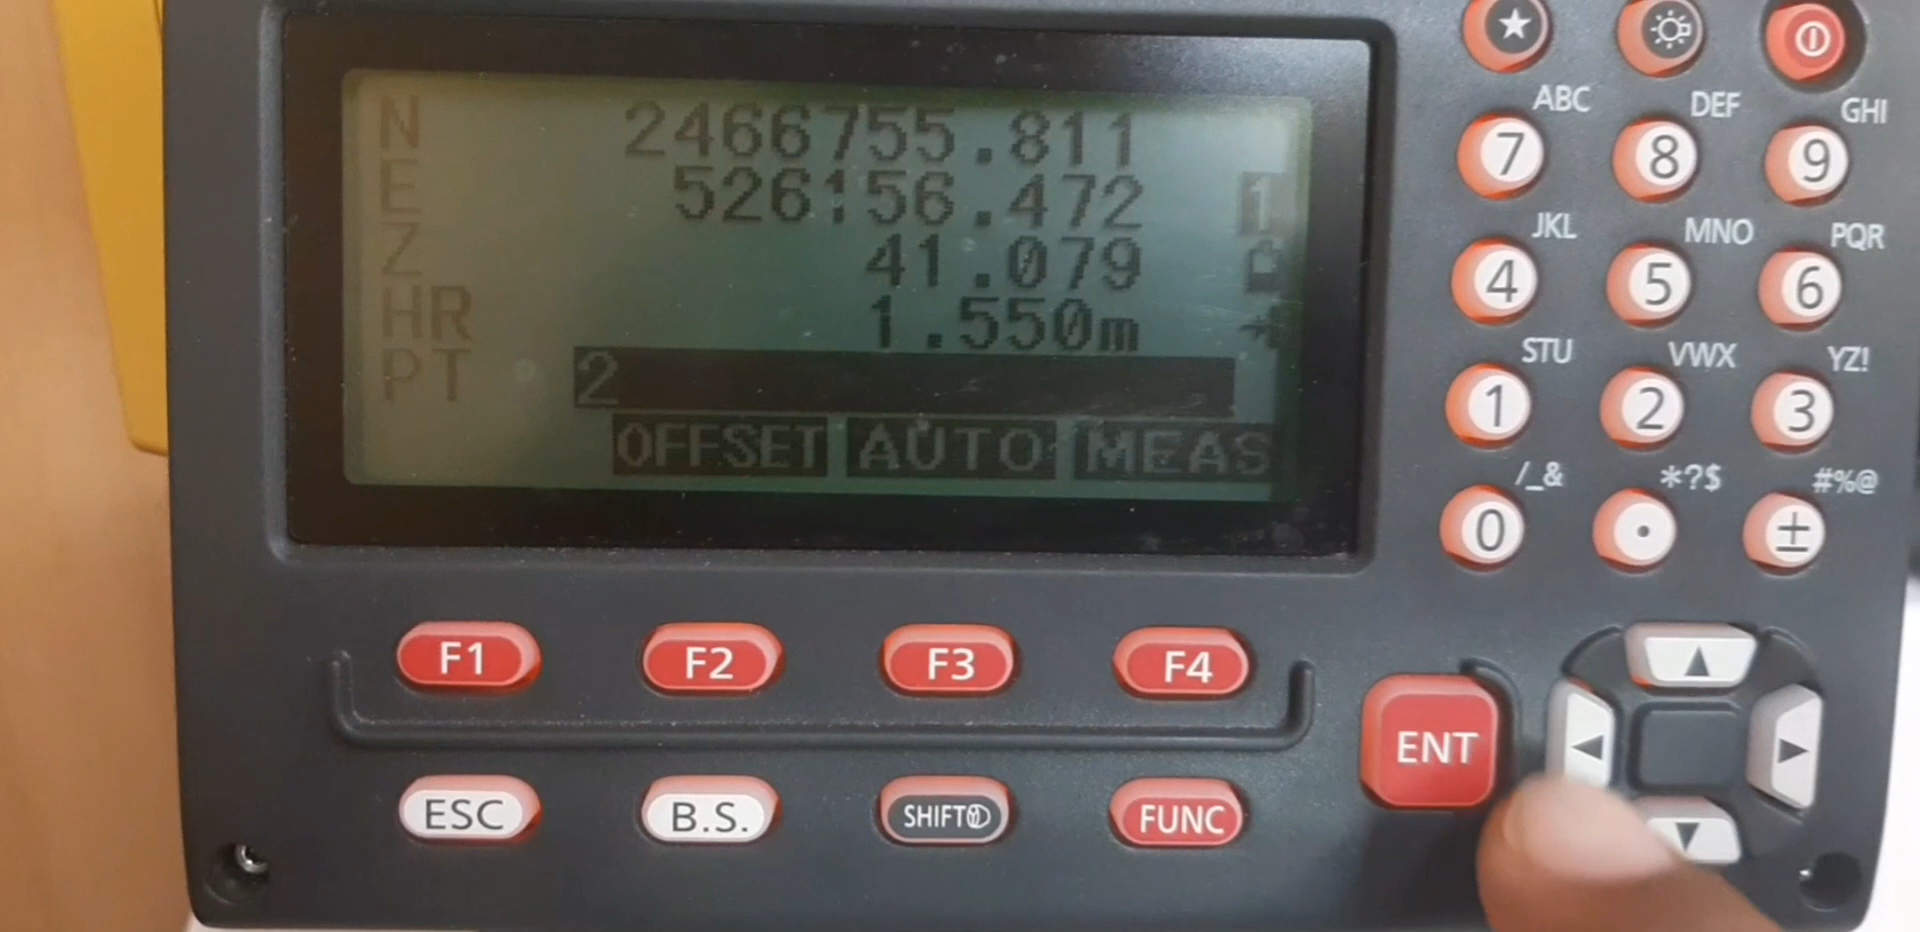 N 2466755.811
E 526156.472
Z 41.079
HR 1.550m
PT 2
OFFSET AUTO MEAS
1
ABC DEF GHI
7 8 9
JKL MNO PQR
4 5 6
STU VWX YZ!
1 2 3
/_& *?$ #%@
0 . ±
F1 F2 F3 F4
ENT
ESC B.S. SHIFT FUNC